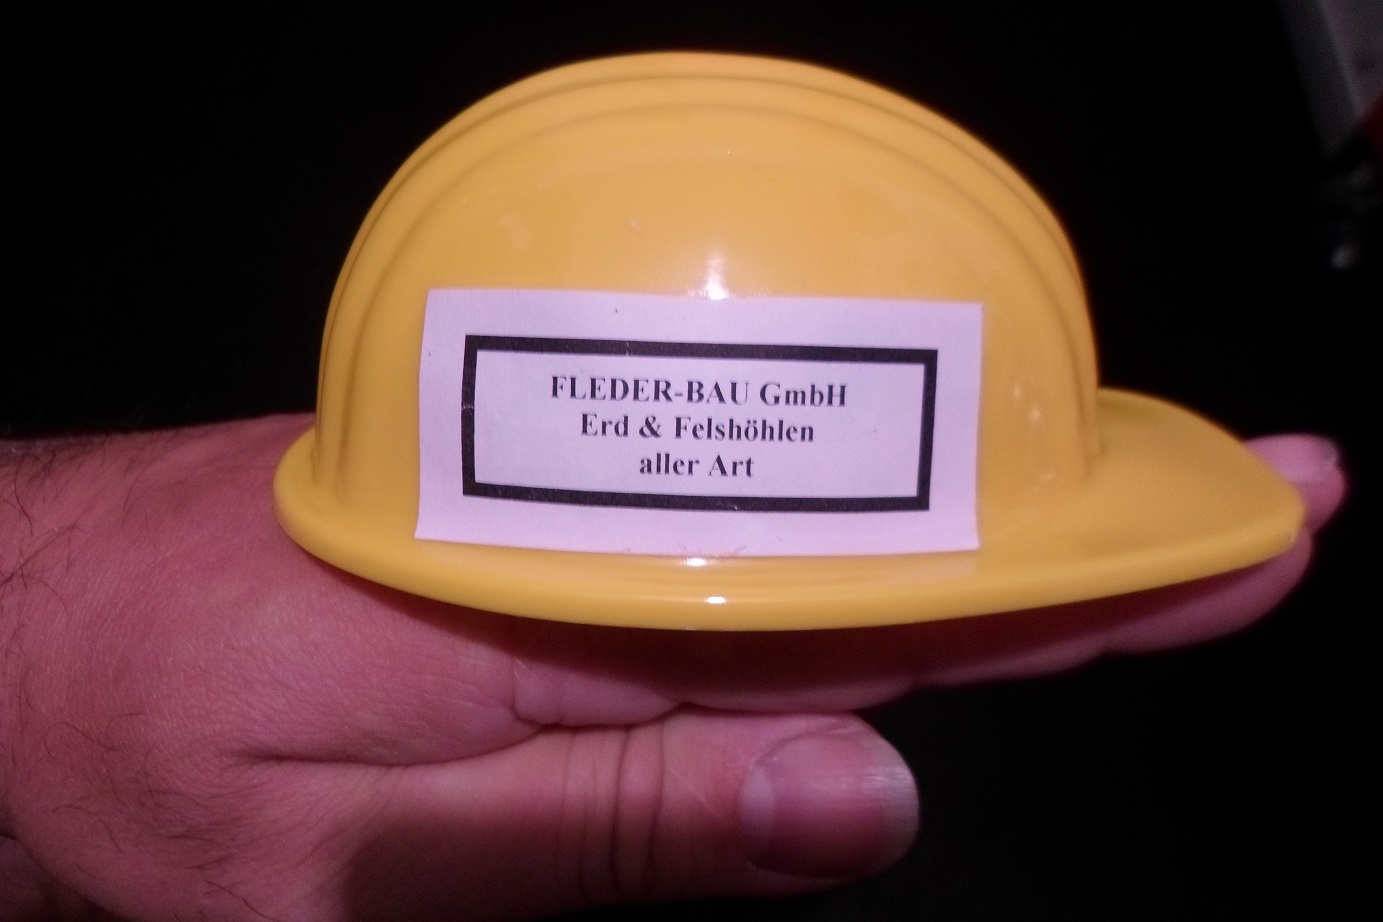 FLEDER-BAU GmbH
Erd & Felshöhlen
aller Art